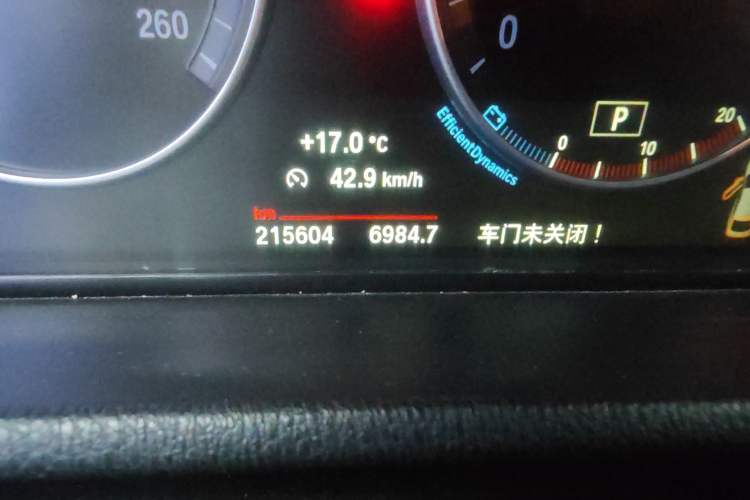 260
0
EfficientDynamics
P
0
10
20
+17.0 °C
42.9 km/h
km
215604 6984.7 车门未关闭！